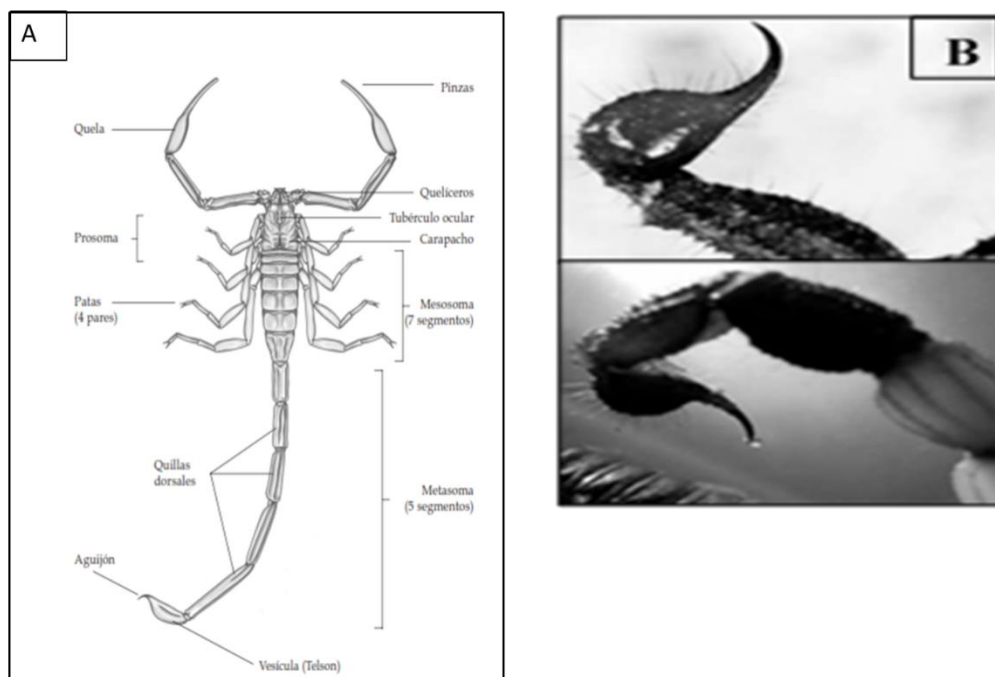 A
Pinzas
Quela
Quelíceros
Tubérculo ocular
Carapacho
Prosoma
Patas
(4 pares)
Mesosoma
(7 segmentos)
Quillas
dorsales
Metasoma
(5 segmentos)
Aguijón
Vesícula (Telson)
B